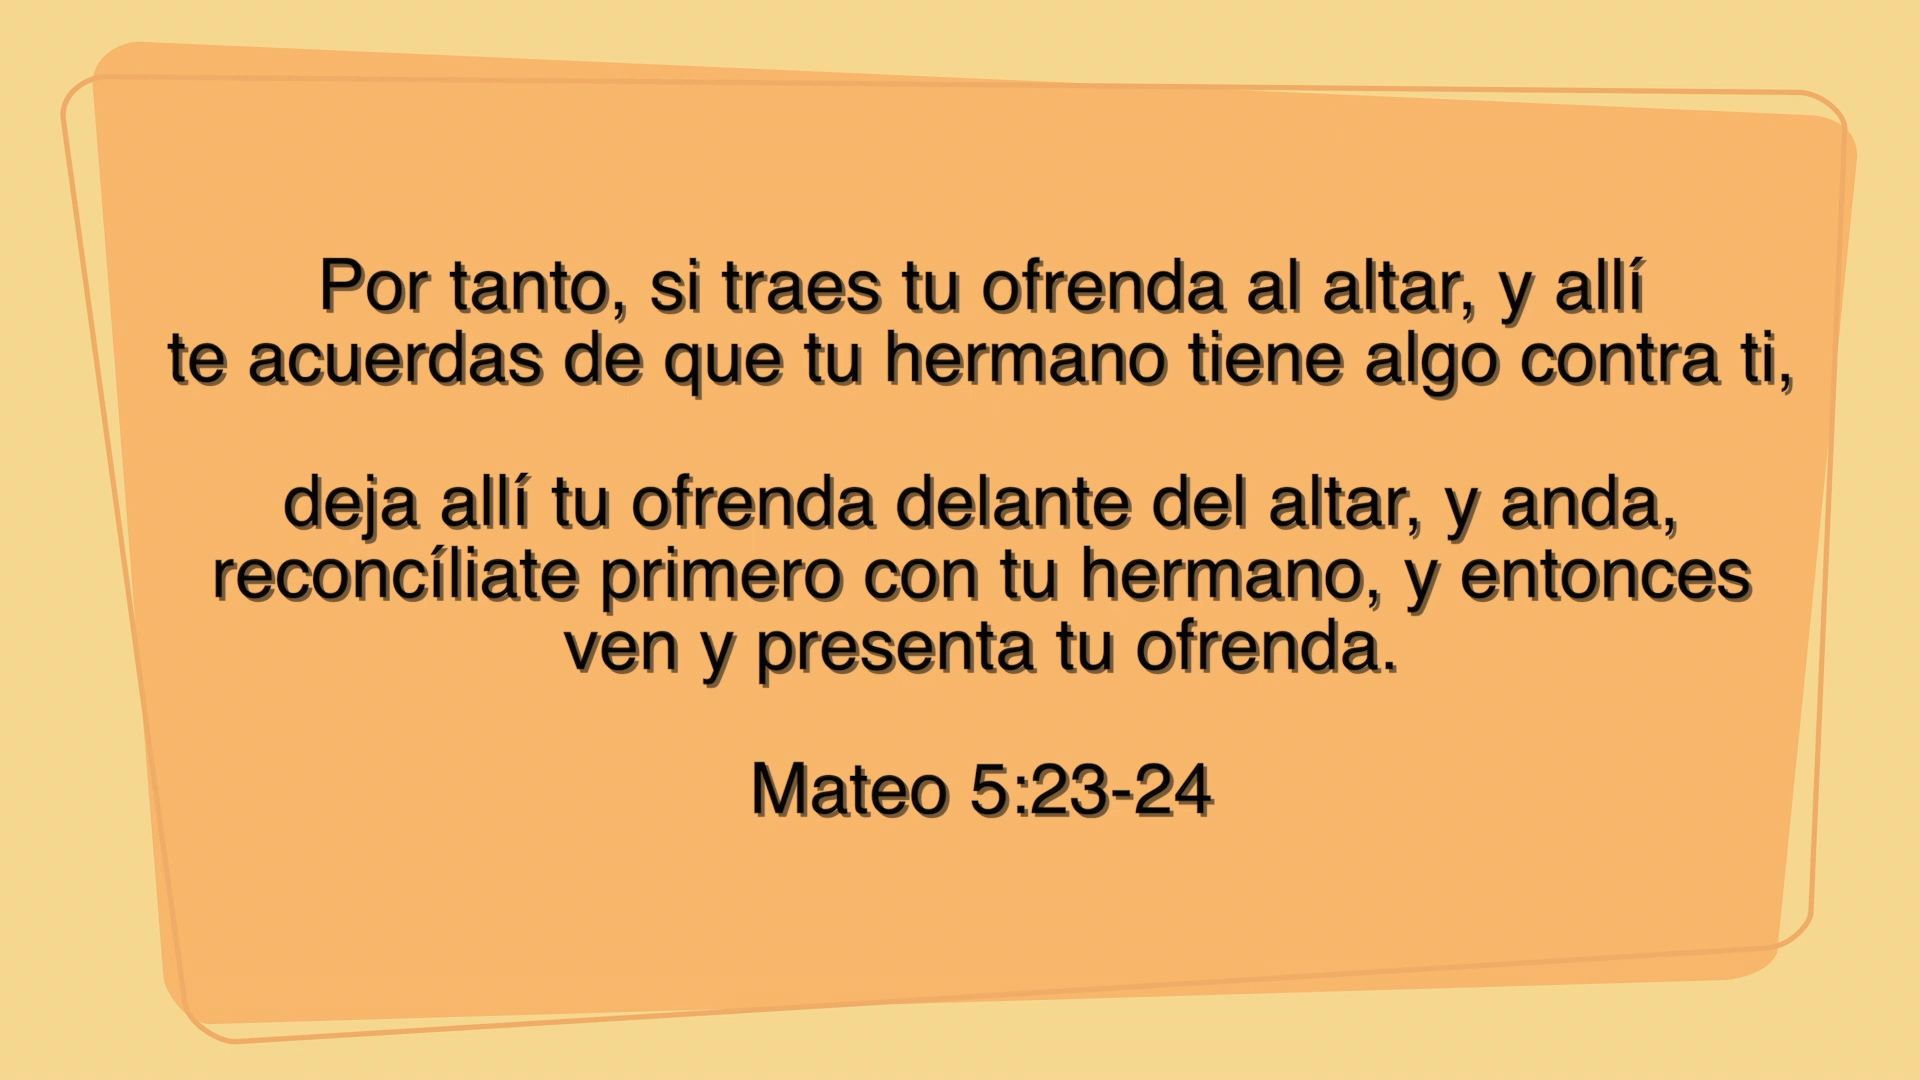 Por tanto, si traes tu ofrenda al altar, y allí
te acuerdas de que tu hermano tiene algo contra ti,
deja allí tu ofrenda delante del altar, y anda,
reconcíliate primero con tu hermano, y entonces
ven y presenta tu ofrenda.
Mateo 5:23-24